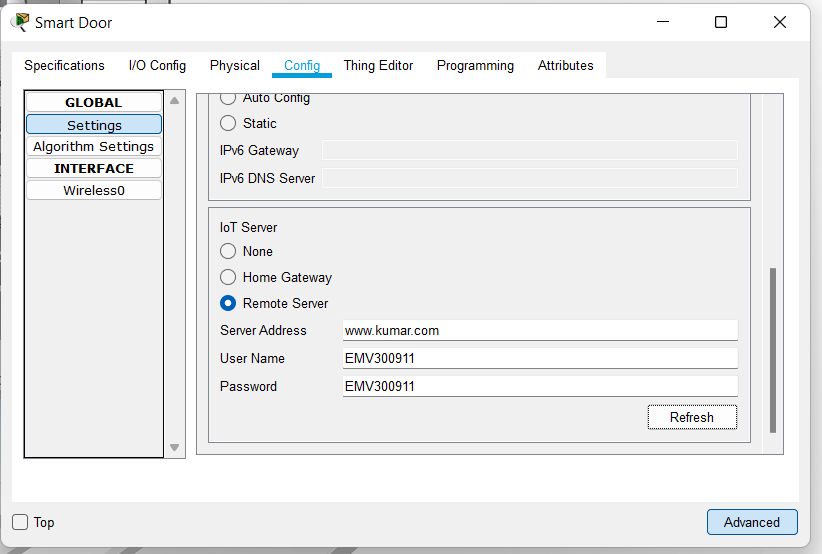 Smart Door
Specifications I/O Config Physical Config Thing Editor Programming Attributes
GLOBAL
Settings
Algorithm Settings
INTERFACE
Wireless0
Auto Config
Static
IPv6 Gateway
IPv6 DNS Server
IoT Server
None
Home Gateway
Remote Server
Server Address www.kumar.com
User Name EMV300911
Password EMV300911
Refresh
Top
Advanced